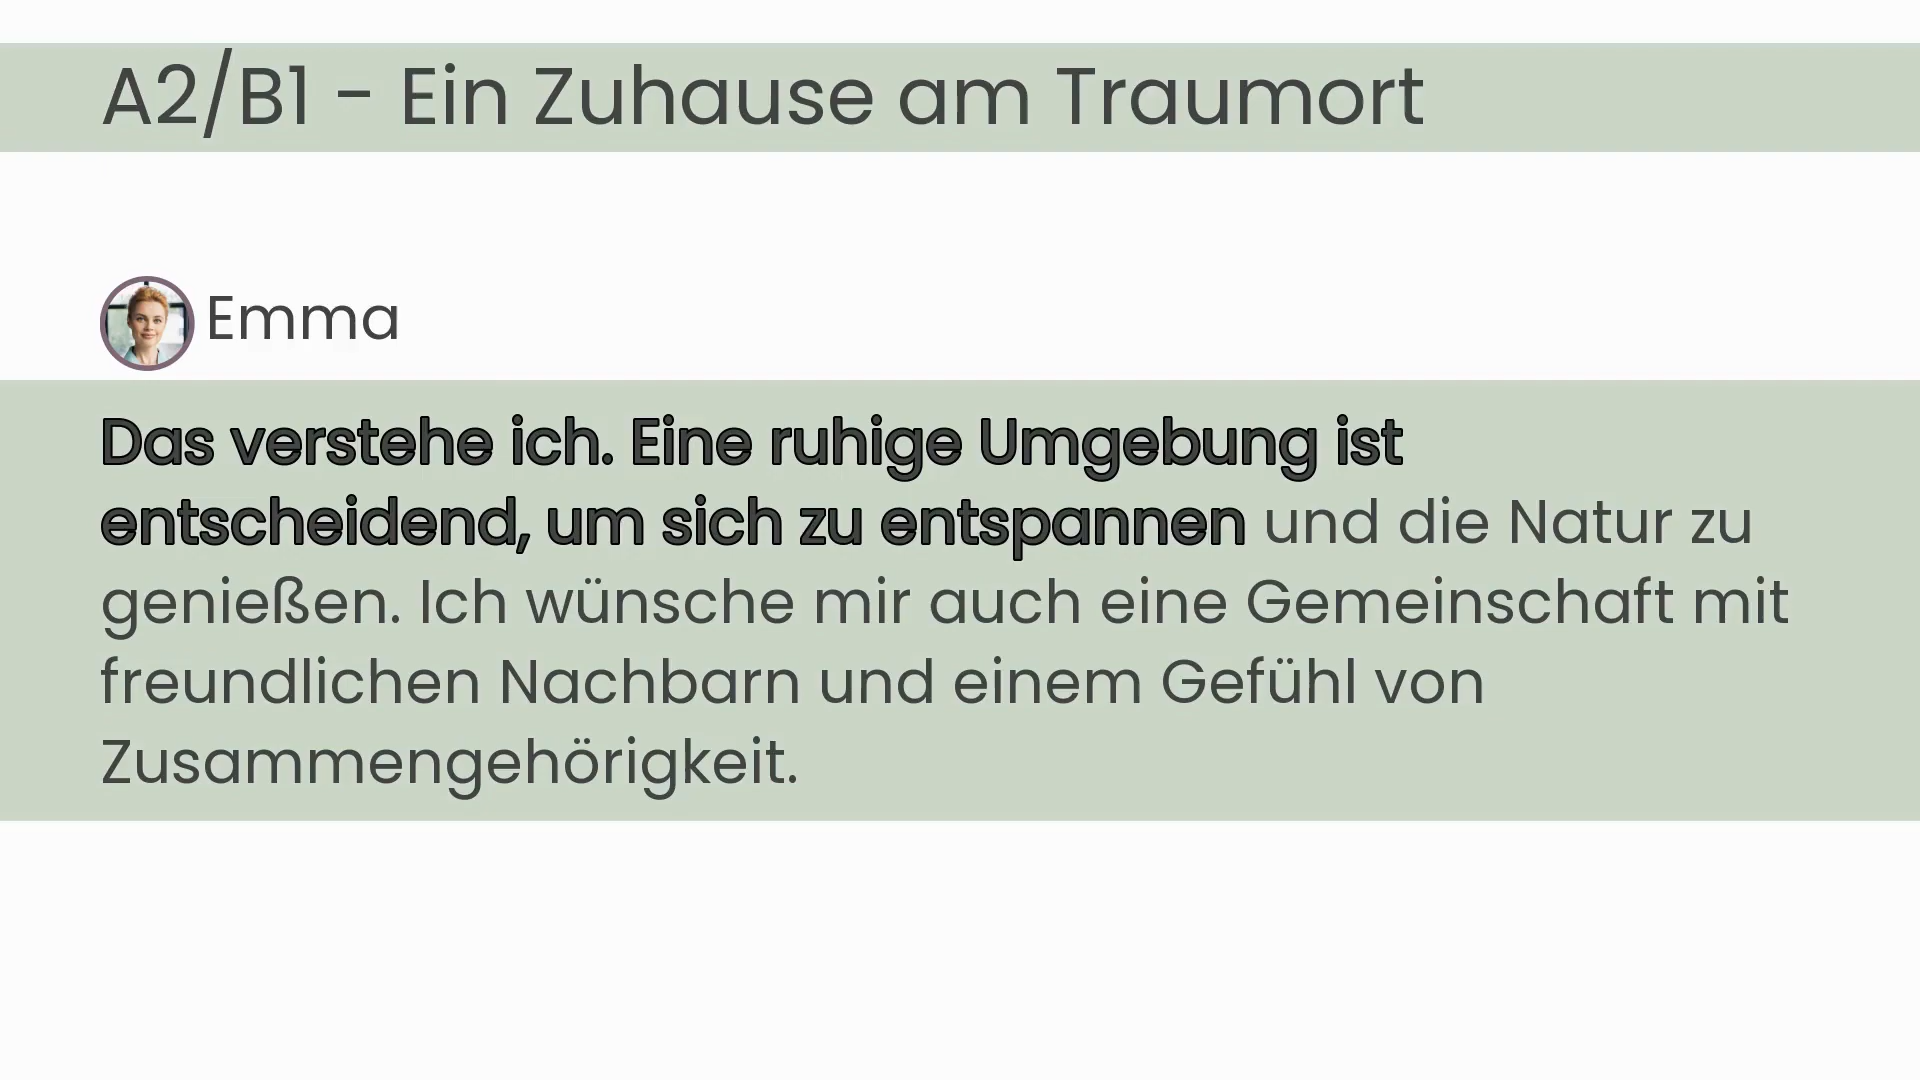 A2/B1 - Ein Zuhause am Traumort
Emma
Das verstehe ich. Eine ruhige Umgebung ist
entscheidend, um sich zu entspannen und die Natur zu
genießen. Ich wünsche mir auch eine Gemeinschaft mit
freundlichen Nachbarn und einem Gefühl von
Zusammengehörigkeit.